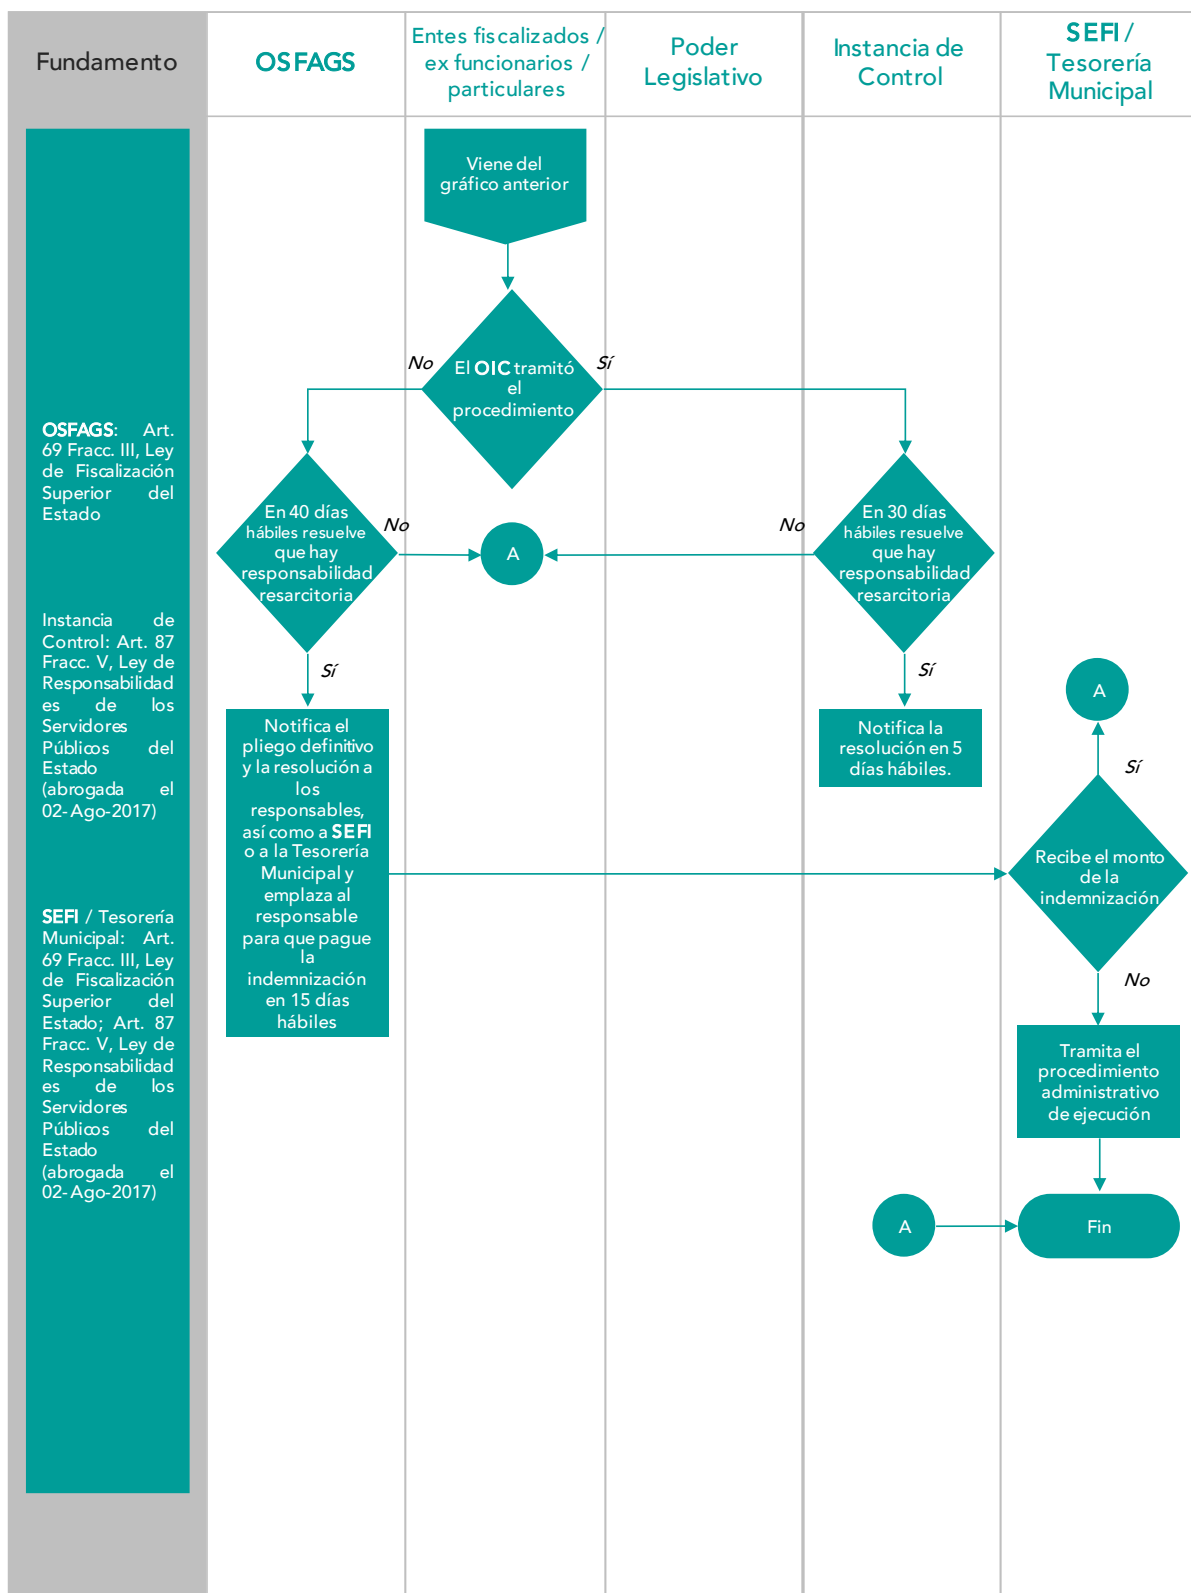 Fundamento
OSFAGS
Entes fiscalizados /
ex funcionarios /
particulares
Poder
Legislativo
Instancia de
Control
SEFI /
Tesorería
Municipal
OSFAGS: Art.
69 Fracc. III, Ley
de Fiscalización
Superior del
Estado
Instancia de
Control: Art. 87
Fracc. V, Ley de
Responsabilidad
es de los
Servidores
Públicos del
Estado
(abrogada el
02-Ago-2017)
SEFI / Tesorería
Municipal: Art.
69 Fracc. III, Ley
de Fiscalización
Superior del
Estado; Art. 87
Fracc. V, Ley de
Responsabilidad
es de los
Servidores
Públicos del
Estado
(abrogada el
02-Ago-2017)
Viene del
gráfico anterior
El OIC tramitó
el
procedimiento
No
Sí
En 40 días
hábiles resuelve
que hay
responsabilidad
resarcitoria
No
A
No
En 30 días
hábiles resuelve
que hay
responsabilidad
resarcitoria
Sí
Sí
Notifica el
pliego definitivo
y la resolución a
los
responsables,
así como a SEFI
o a la Tesorería
Municipal y
emplaza al
responsable
para que pague
la
indemnización
en 15 días
hábiles
Notifica la
resolución en 5
días hábiles.
A
Sí
Recibe el monto
de la
indemnización
No
Tramita el
procedimiento
administrativo
de ejecución
A
Fin